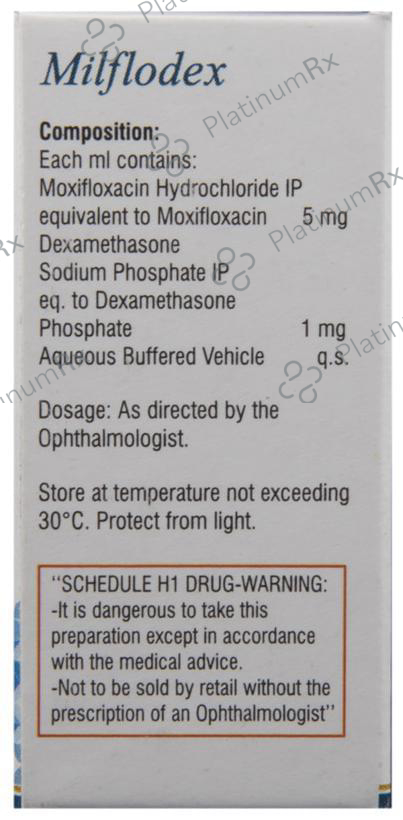 PlatinumRx
PlatinumRx
Milflodex
Composition:
Each ml contains:
Moxifloxacin Hydrochloride IP
equivalent to Moxifloxacin 5 mg
Dexamethasone
Sodium Phosphate IP
eq. to Dexamethasone
Phosphate 1 mg
Aqueous Buffered Vehicle q.s.
Dosage: As directed by the
Ophthalmologist.
Store at temperature not exceeding
30°C. Protect from light.
"SCHEDULE H1 DRUG-WARNING:
-It is dangerous to take this
preparation except in accordance
with the medical advice.
-Not to be sold by retail without the
prescription of an Ophthalmologist"